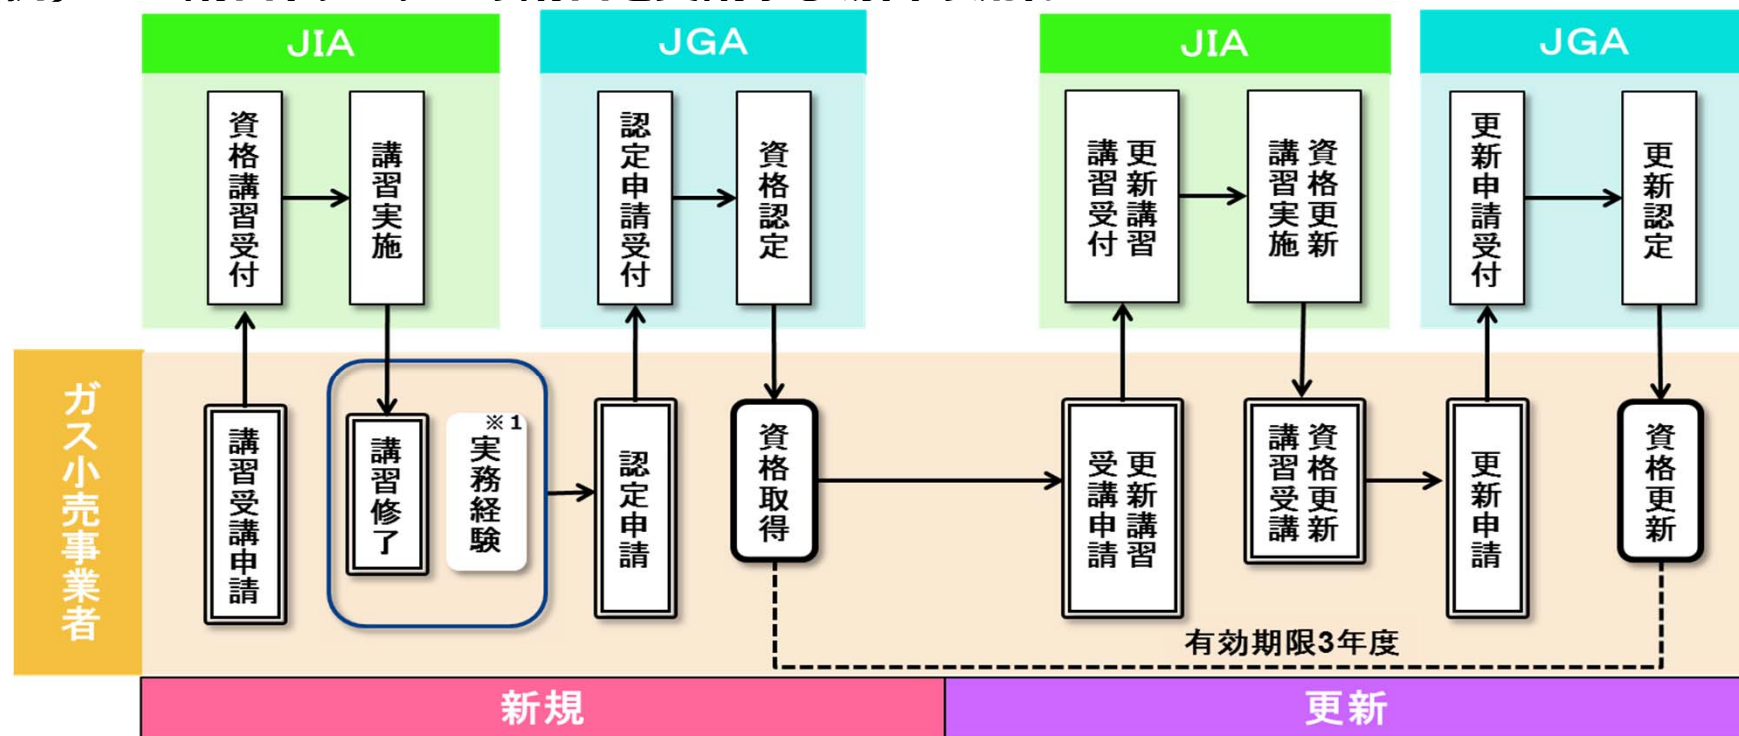 JIA
JGA
JIA
JGA
資格講習受付
講習実施
認定申請受付
資格認定
更新講習
講習受付
資格更新
講習実施
更新申請受付
更新認定
ガス小売事業者
講習受講申請
講習修了
※1
実務経験
認定申請
資格取得
更新講習
受講申請
資格更新
講習受講
更新申請
資格更新
有効期限3年度
新規
更新